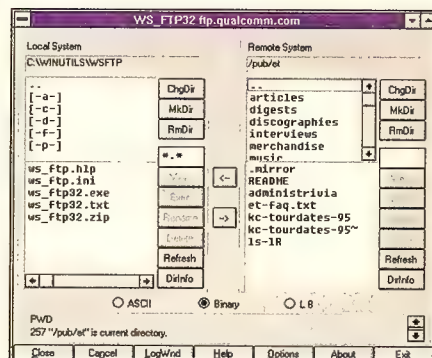 WS_FTP32 ftp.qualcomm.com
Local System
C:\WINUTILS\WSFTP
..
[-a-]
[-c-]
[-d-]
[-f-]
[-p-]
ChgDir
MkDir
RmDir
*.*
ws_ftp.hlp
ws_ftp.ini
ws_ftp32.exe
ws_ftp32.txt
ws_ftp32.zip
Exec
Rename
Delete
Refresh
DirInfo
<-
->
Remote System
/pub/et
..
articles
digests
discographies
interviews
merchandise
music
ChgDir
MkDir
RmDir
.mirror
README
administrivia
et-faq.txt
kc-tourdates-95
kc-tourdates-95~
ls-lR
Refresh
DirInfo
ASCII
Binary
L8
PWD
257 "/pub/et" is current directory.
Close
Cancel
LogWnd
Help
Options
About
Exit